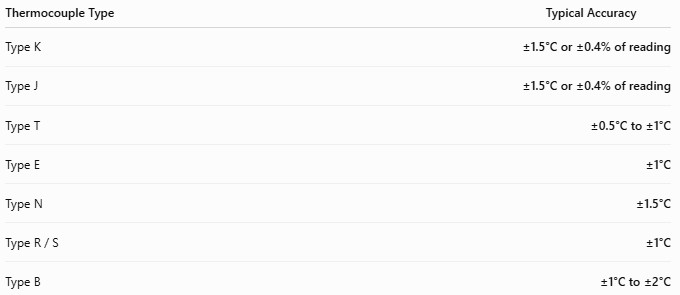 Thermocouple Type Typical Accuracy
Type K ±1.5°C or ±0.4% of reading
Type J ±1.5°C or ±0.4% of reading
Type T ±0.5°C to ±1°C
Type E ±1°C
Type N ±1.5°C
Type R / S ±1°C
Type B ±1°C to ±2°C